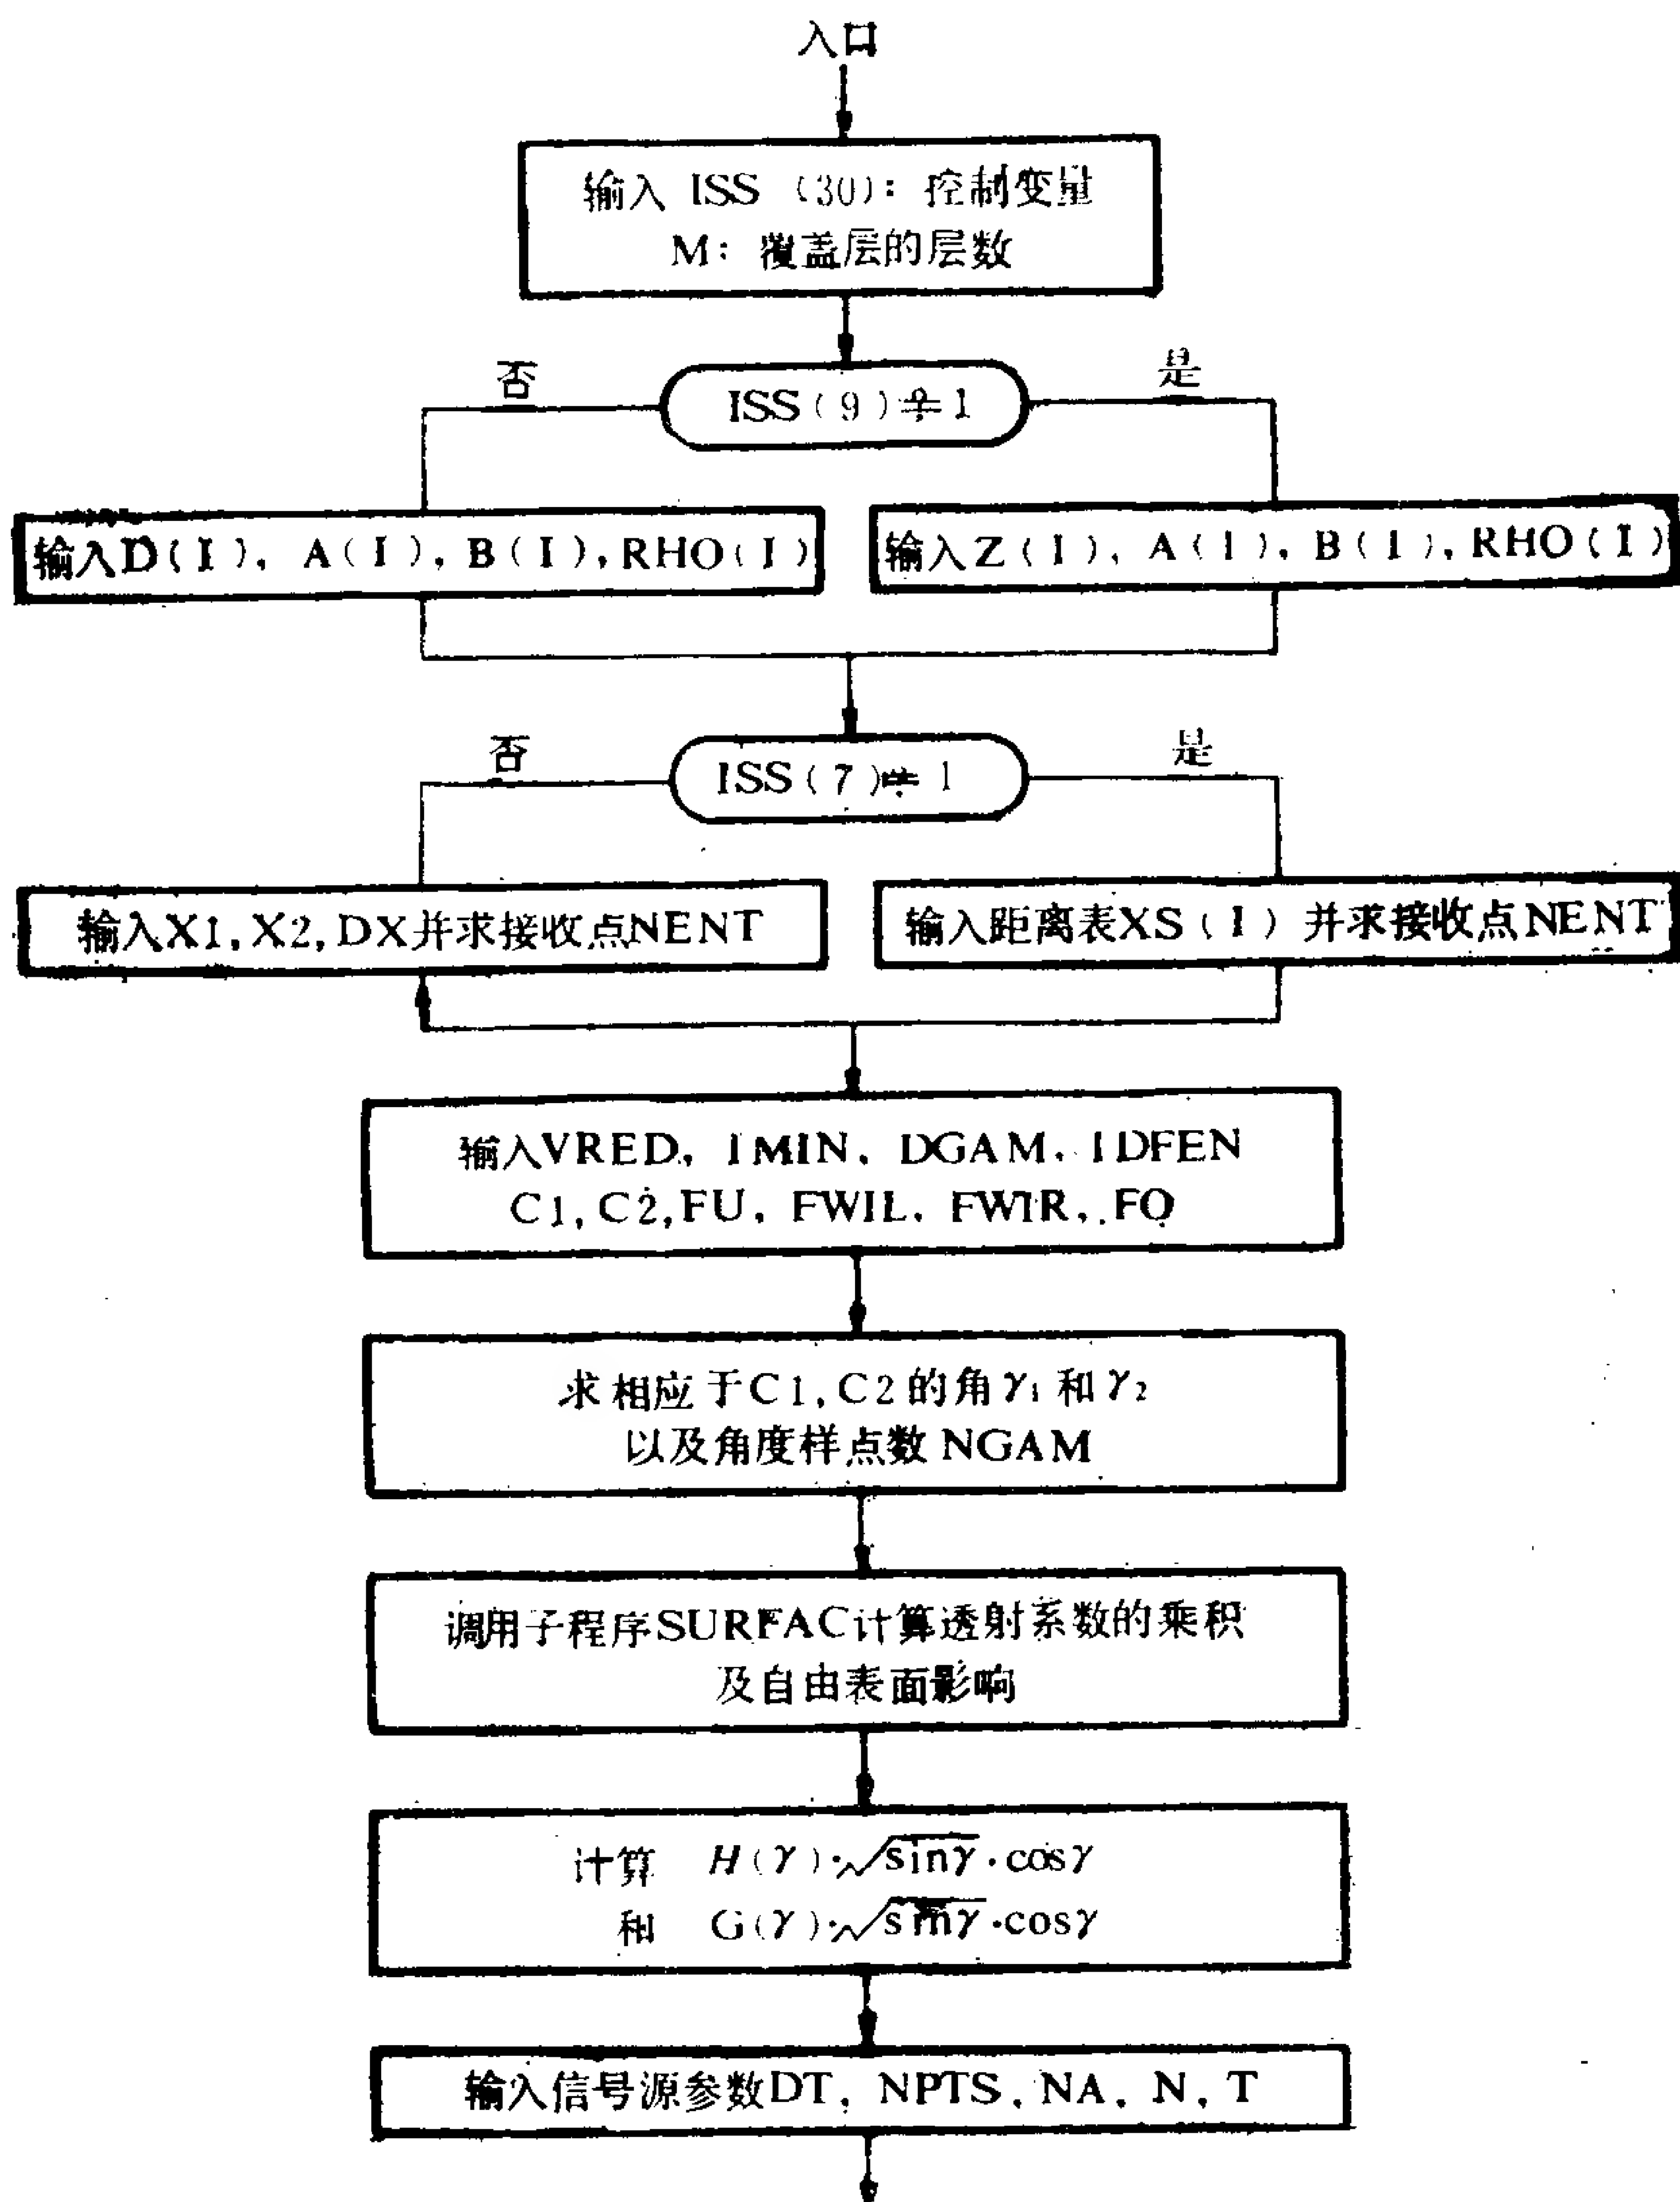 入口
输入 ISS (30): 控制变量
M: 覆盖层的层数
否
是
ISS(9)≠1
输入D(I), A(I), B(I), RHO(I)
输入Z(I), A(I), B(I), RHO(I)
否
是
ISS(7)≠1
输入X1, X2, DX并求接收点NENT
输入距离表XS(I)并求接收点NENT
输入VRED, IMIN, DGAM, IDFEN
C1, C2, FU, FWIL, FWIR, FO
求相应于C1, C2的角γ₁和γ₂
以及角度样点数NGAM
调用子程序SURFAC计算透射系数的乘积
及自由表面影响
计算 H(γ)·√sinγ·cosγ
和 G(γ)·√sinγ·cosγ
输入信号源参数DT, NPTS, NA, N, T